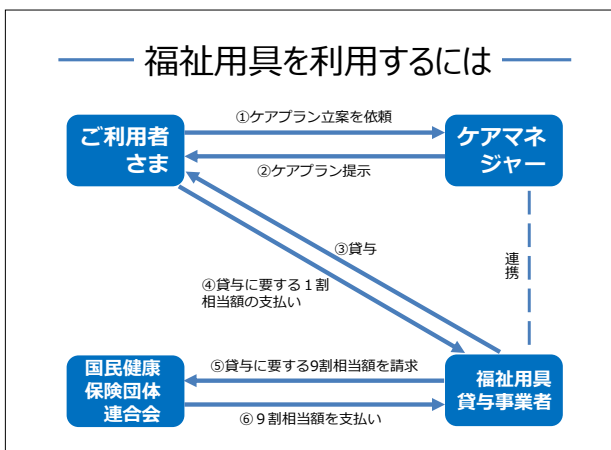 福祉用具を利用するには
①ケアプラン立案を依頼
ご利用者
さま
ケアマネ
ジャー
②ケアプラン提示
③貸与
連携
④貸与に要する１割
相当額の支払い
⑤貸与に要する9割相当額を請求
国民健康
保険団体
連合会
福祉用具
貸与事業者
⑥９割相当額を支払い